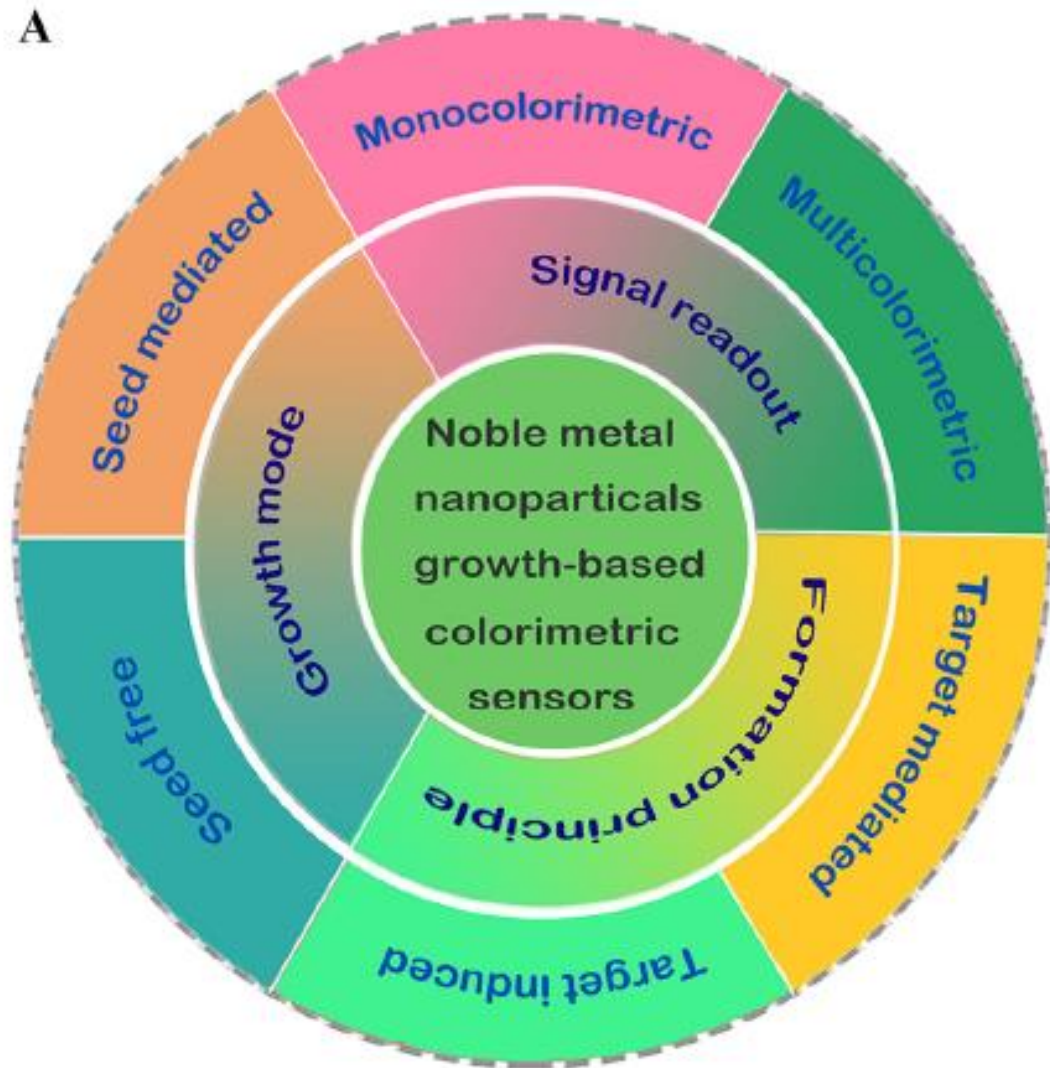 A
Monocolorimetric
Multicolorimetric
Seed mediated
Signal readout
Growth mode
Noble metal
nanoparticals
growth-based
colorimetric
sensors
Formation principle
Target mediated
Seed free
Target induced